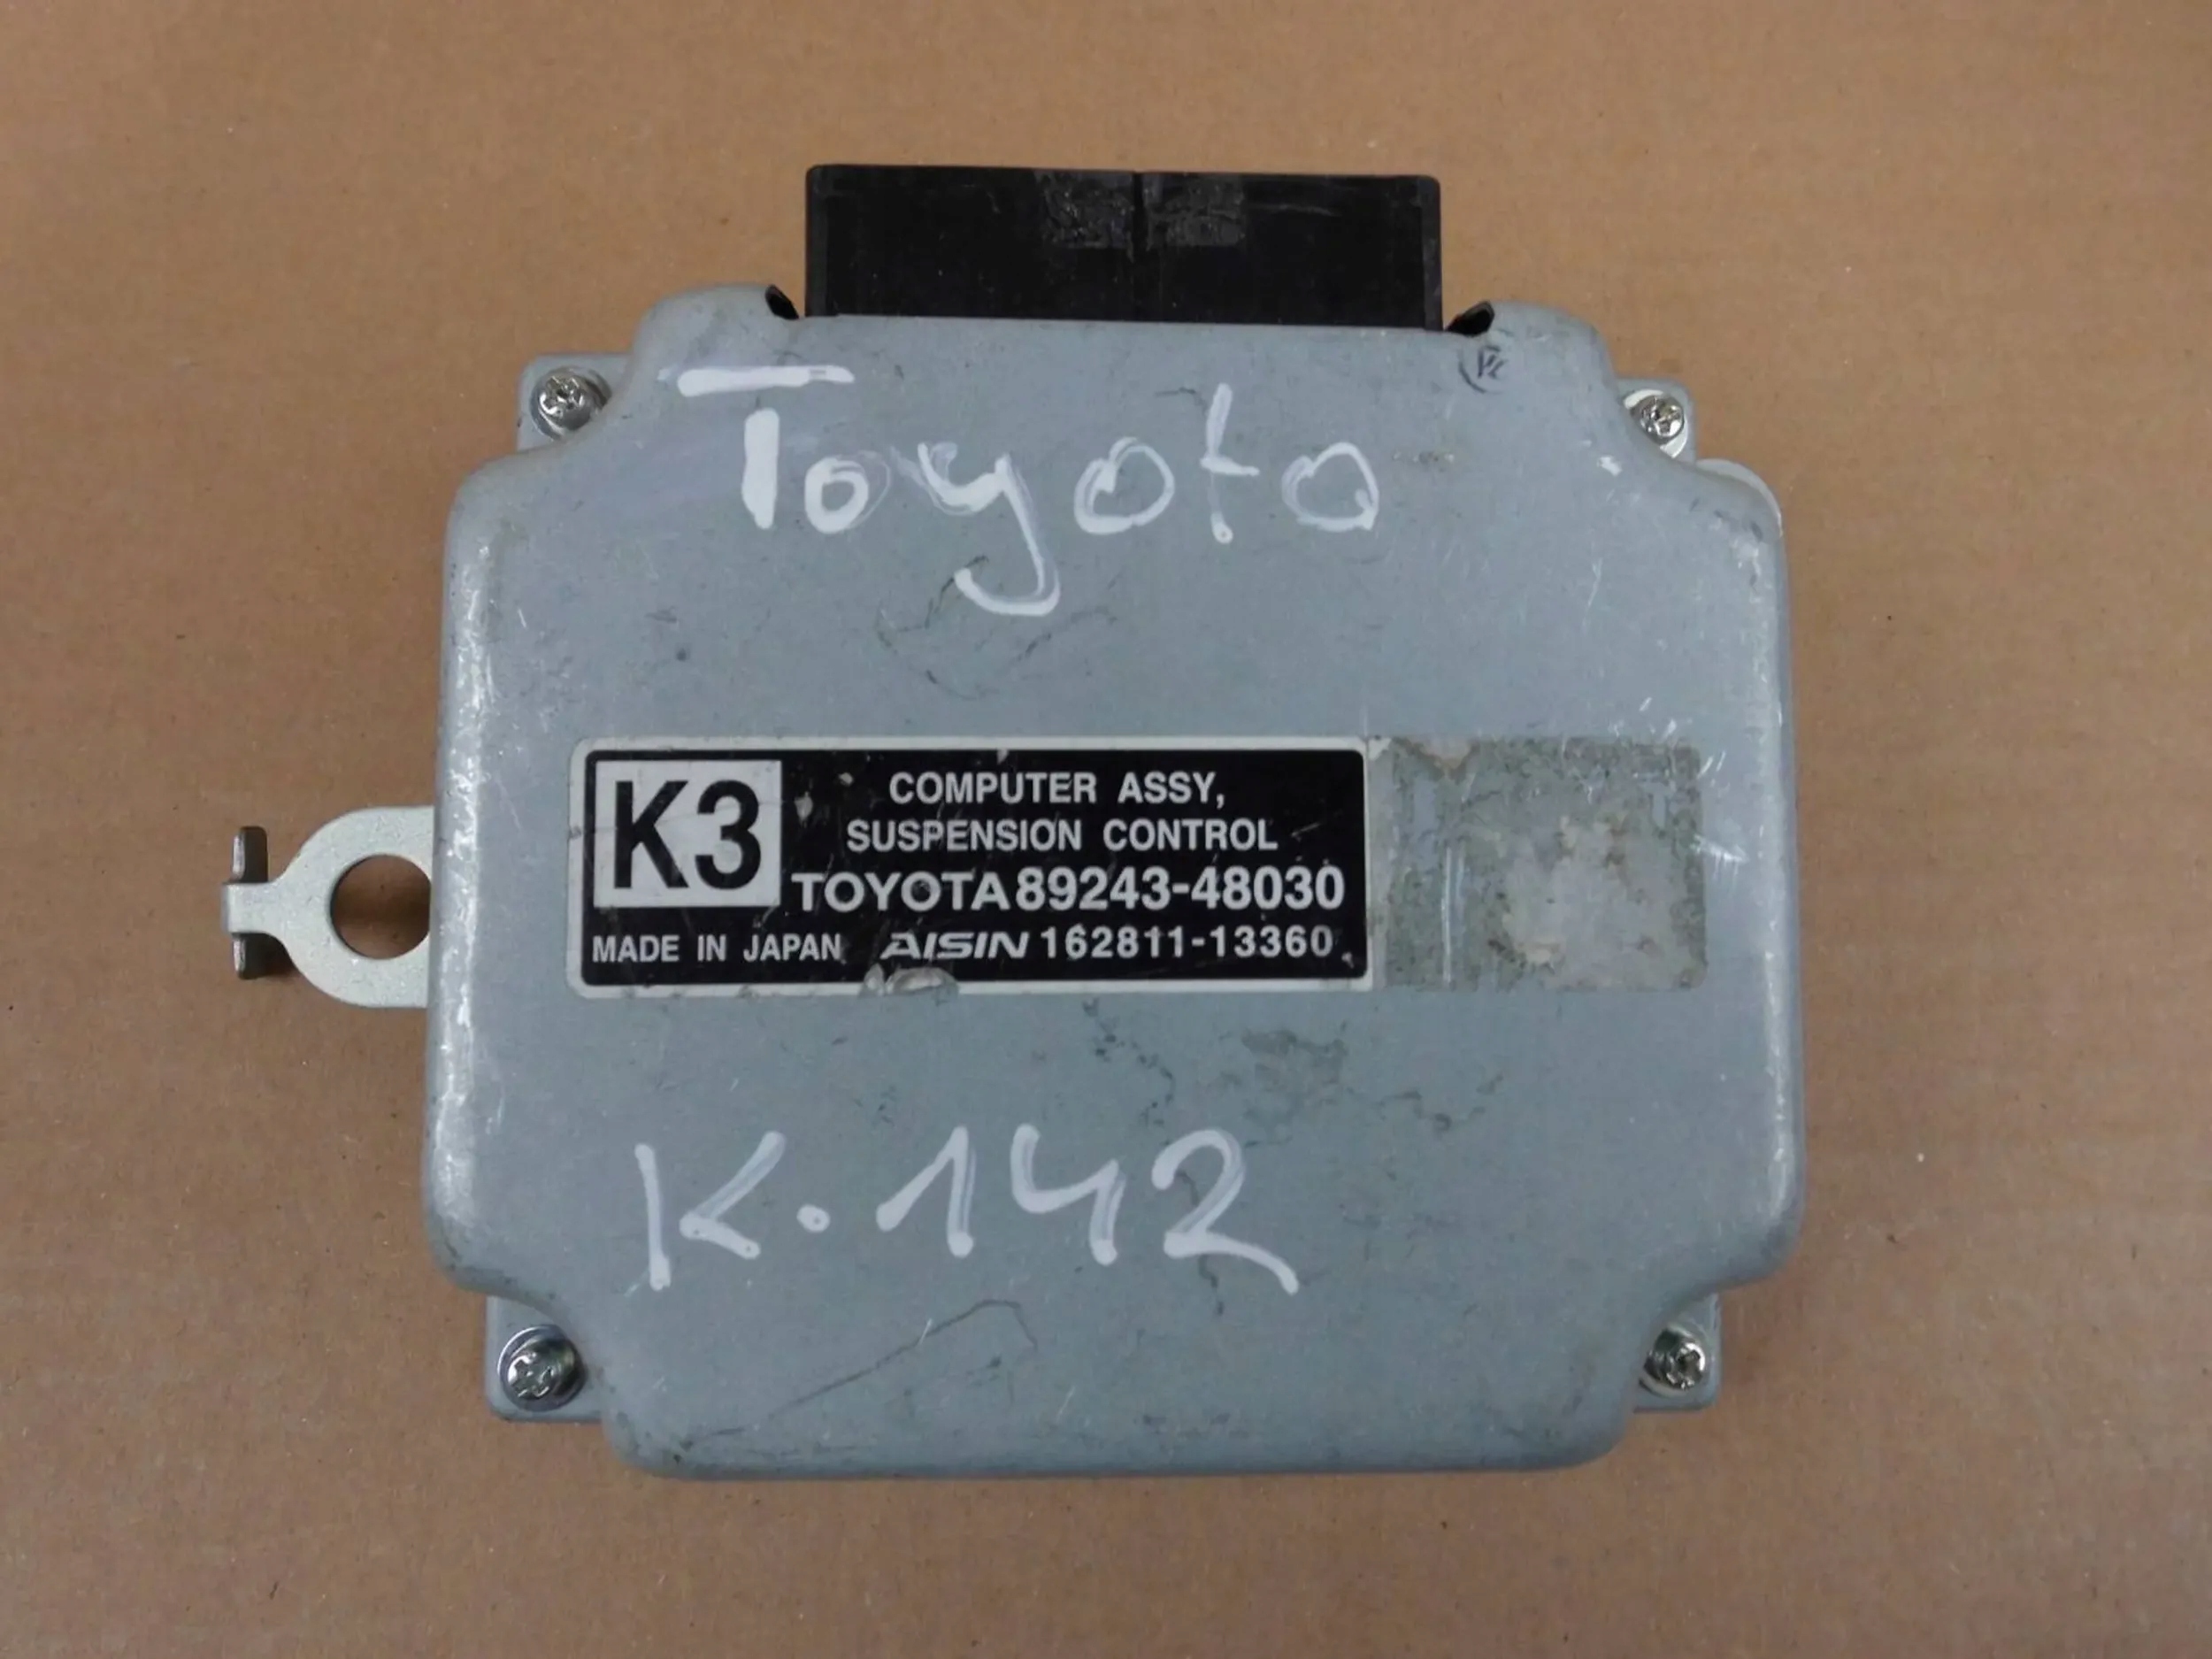 Toyota
K3
COMPUTER ASSY,
SUSPENSION CONTROL
TOYOTA 89243-48030
MADE IN JAPAN AISIN 162811-13360
K.142